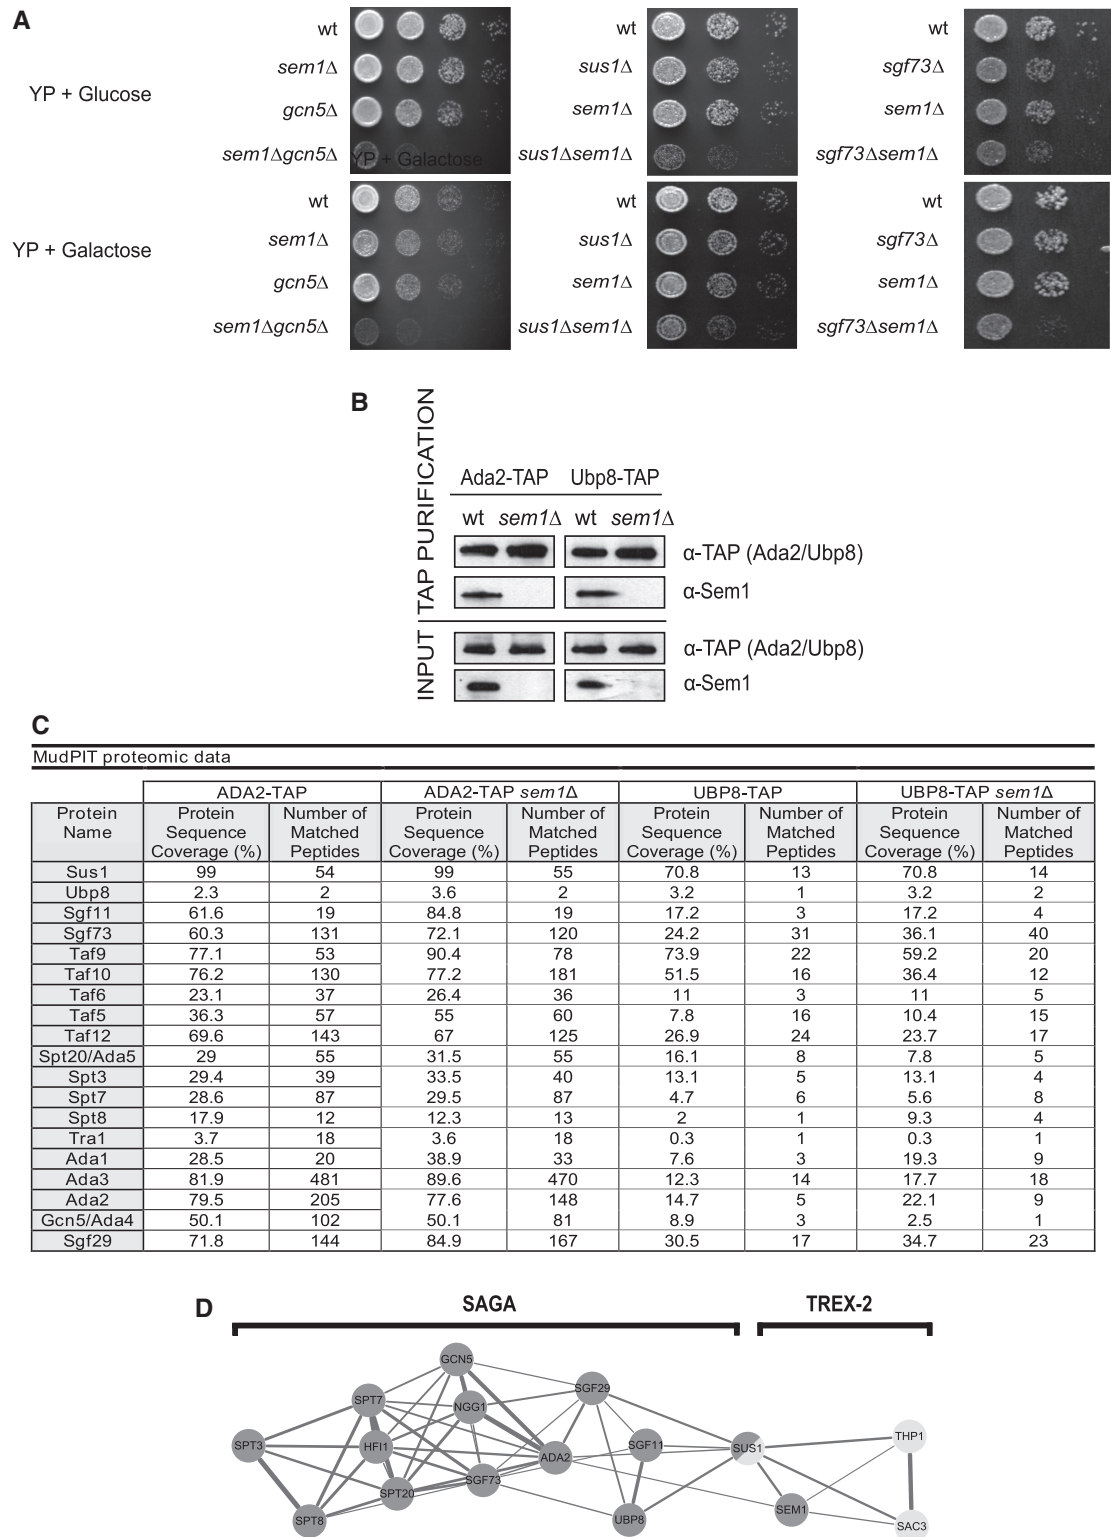 A
YP + Glucose
wt
sem1Δ
gcn5Δ
sem1Δgcn5Δ
YP + Galactose
wt
sus1Δ
sem1Δ
sus1Δsem1Δ
wt
sgf73Δ
sem1Δ
sgf73Δsem1Δ
YP + Galactose
wt
sem1Δ
gcn5Δ
sem1Δgcn5Δ
wt
sus1Δ
sem1Δ
sus1Δsem1Δ
wt
sgf73Δ
sem1Δ
sgf73Δsem1Δ
B
TAP PURIFICATION
INPUT
Ada2-TAP Ubp8-TAP
wt sem1Δ wt sem1Δ
α-TAP (Ada2/Ubp8)
α-Sem1
α-TAP (Ada2/Ubp8)
α-Sem1
C
MudPIT proteomic data
ADA2-TAP ADA2-TAP sem1Δ UBP8-TAP UBP8-TAP sem1Δ
Protein Protein Number of Protein Number of Protein Number of Protein Number of
Name Sequence Matched Sequence Matched Sequence Matched Sequence Matched
Coverage (%) Peptides Coverage (%) Peptides Coverage (%) Peptides Coverage (%) Peptides
Sus1 99 54 99 55 70.8 13 70.8 14
Ubp8 2.3 2 3.6 2 3.2 1 3.2 2
Sgf11 61.6 19 84.8 19 17.2 3 17.2 4
Sgf73 60.3 131 72.1 120 24.2 31 36.1 40
Taf9 77.1 53 90.4 78 73.9 22 59.2 20
Taf10 76.2 130 77.2 181 51.5 16 36.4 12
Taf6 23.1 37 26.4 36 11 3 11 5
Taf5 36.3 57 55 60 7.8 16 10.4 15
Taf12 69.6 143 67 125 26.9 24 23.7 17
Spt20/Ada5 29 55 31.5 55 16.1 8 7.8 5
Spt3 29.4 39 33.5 40 13.1 5 13.1 4
Spt7 28.6 87 29.5 87 4.7 6 5.6 8
Spt8 17.9 12 12.3 13 2 1 9.3 4
Tra1 3.7 18 3.6 18 0.3 1 0.3 1
Ada1 28.5 20 38.9 33 7.6 3 19.3 9
Ada3 81.9 481 89.6 470 12.3 14 17.7 18
Ada2 79.5 205 77.6 148 14.7 5 22.1 9
Gcn5/Ada4 50.1 102 50.1 81 8.9 3 2.5 1
Sgf29 71.8 144 84.9 167 30.5 17 34.7 23
D
SAGA TREX-2
GCN5
SGF29
SPT7
NGG1
THP1
SPT3
HFI1
SGF11
SUS1
ADA2
SGF73
SPT20
SEM1
SPT8
UBP8
SAC3